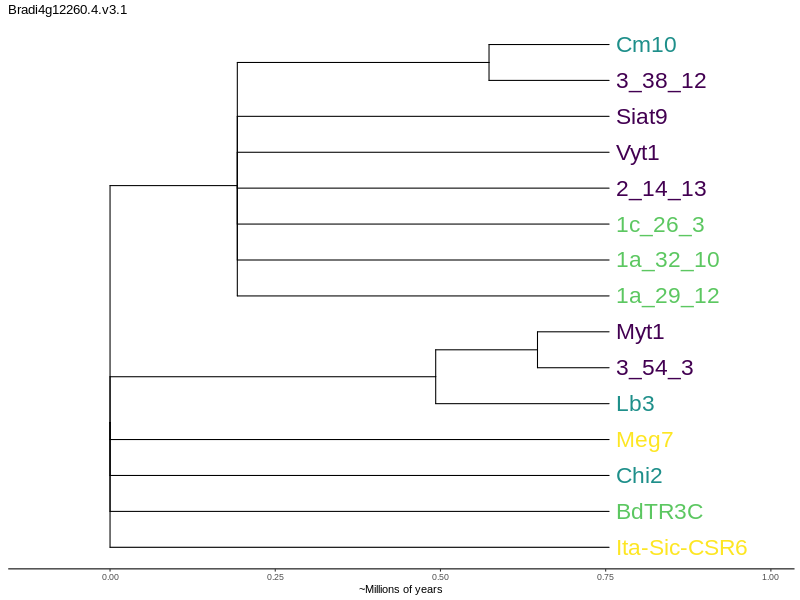 Bradi4g12260.4.v3.1
Cm10
3_38_12
Siat9
Vyt1
2_14_13
1c_26_3
1a_32_10
1a_29_12
Myt1
3_54_3
Lb3
Meg7
Chi2
BdTR3C
Ita-Sic-CSR6
0.00 0.25 0.50 0.75 1.00
~Millions of years